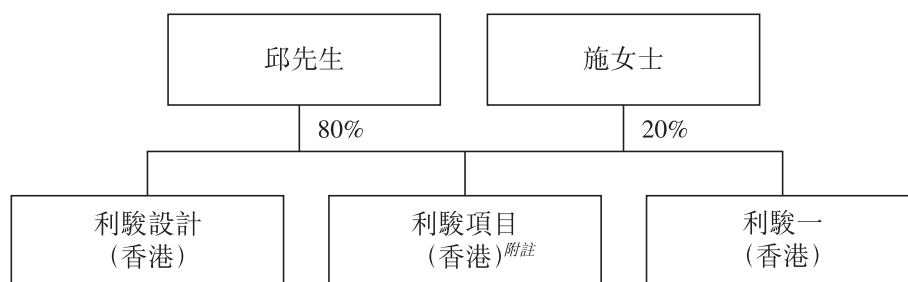 邱先生
施女士
80%
20%
利駿設計
(香港)
利駿項目
(香港)附註
利駿一
(香港)